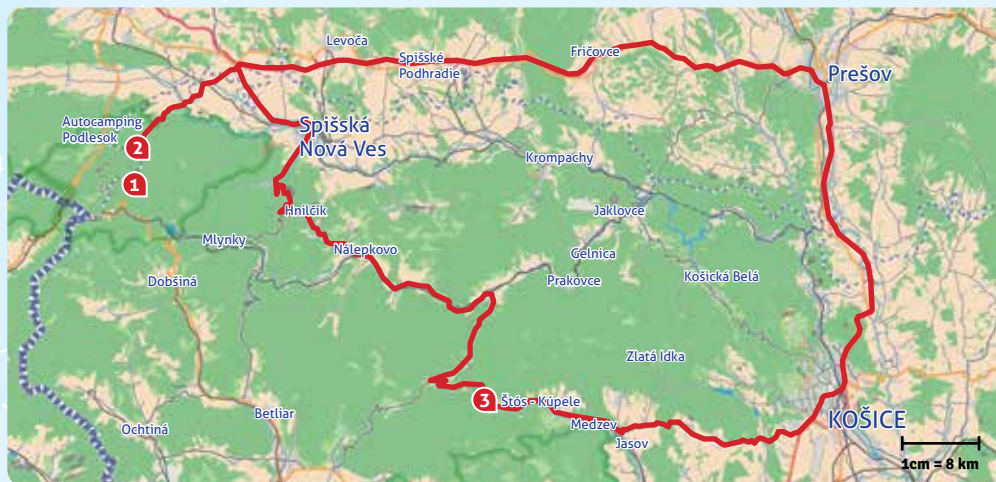 Levoča
Spišské
Podhradie
Fričovce
Prešov
Autocamping
Podlesok
2
Spišská
Nová Ves
Krompachy
1
Hnilčík
Jaklovce
Mlynky
Nálepkovo
Gelnica
Dobšiná
Prakovce
Košická Belá
Zlatá Idka
3
Štós - Kúpele
Betliar
Medzev
KOŠICE
Ochtiná
Jasov
1cm = 8 km